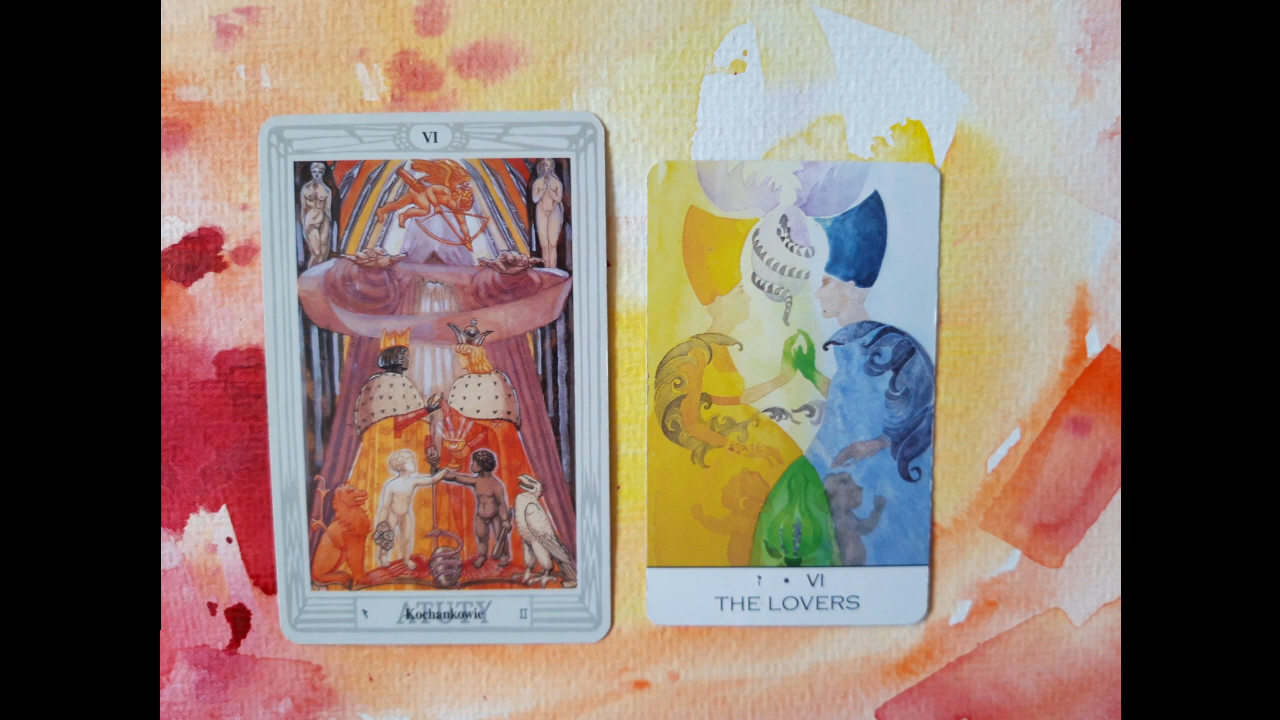 VI
ז ATUTY Kochankowie ♊
ז • VI
THE LOVERS